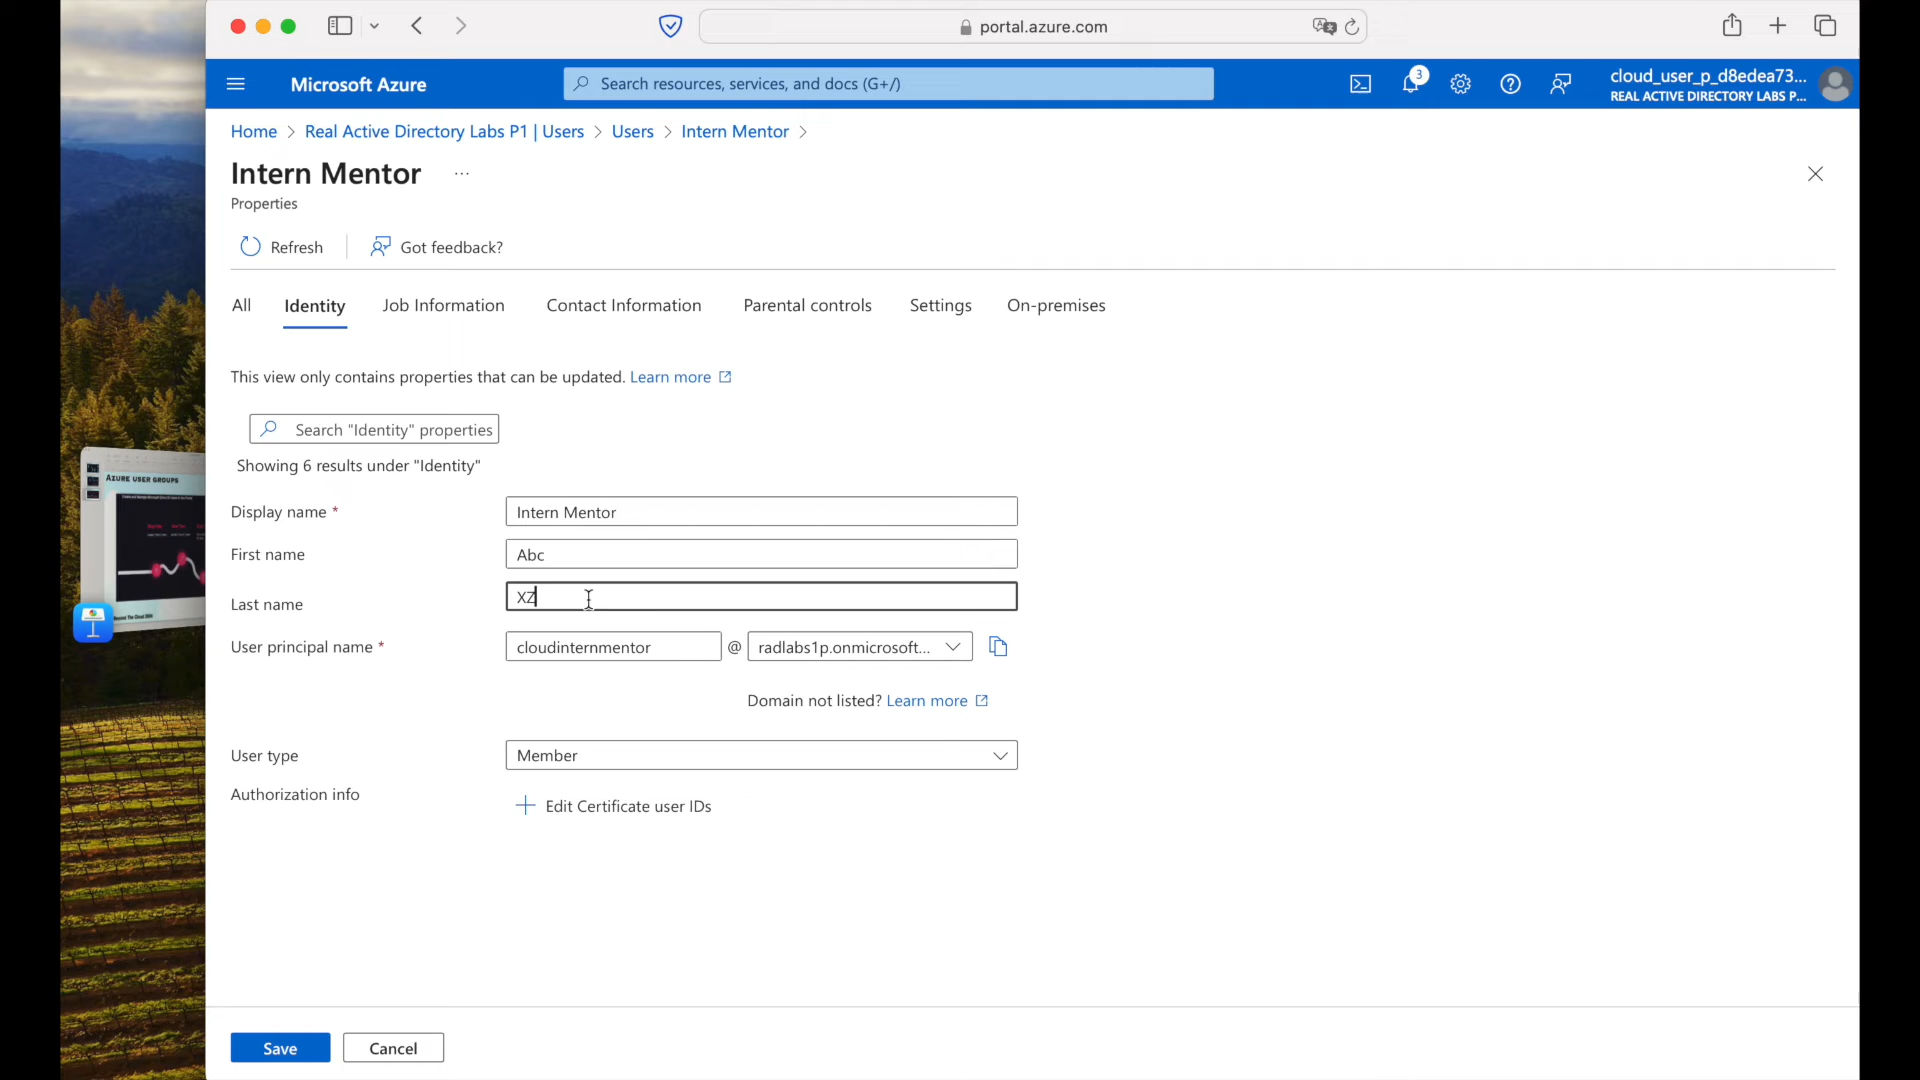 portal.azure.com
Microsoft Azure
Search resources, services, and docs (G+/)
3
cloud_user_p_d8edea73...
REAL ACTIVE DIRECTORY LABS P...
Home > Real Active Directory Labs P1 | Users > Users > Intern Mentor >
Intern Mentor ...
Properties
Refresh
Got feedback?
All
Identity
Job Information
Contact Information
Parental controls
Settings
On-premises
This view only contains properties that can be updated. Learn more
Search "Identity" properties
Showing 6 results under "Identity"
Display name *
Intern Mentor
First name
Abc
Last name
XZ
User principal name *
cloudinternmentor
@
radlabs1p.onmicrosoft...
Domain not listed? Learn more
User type
Member
Authorization info
+ Edit Certificate user IDs
Save
Cancel
AZURE USER GROUPS
Beyond The Cloud 2024